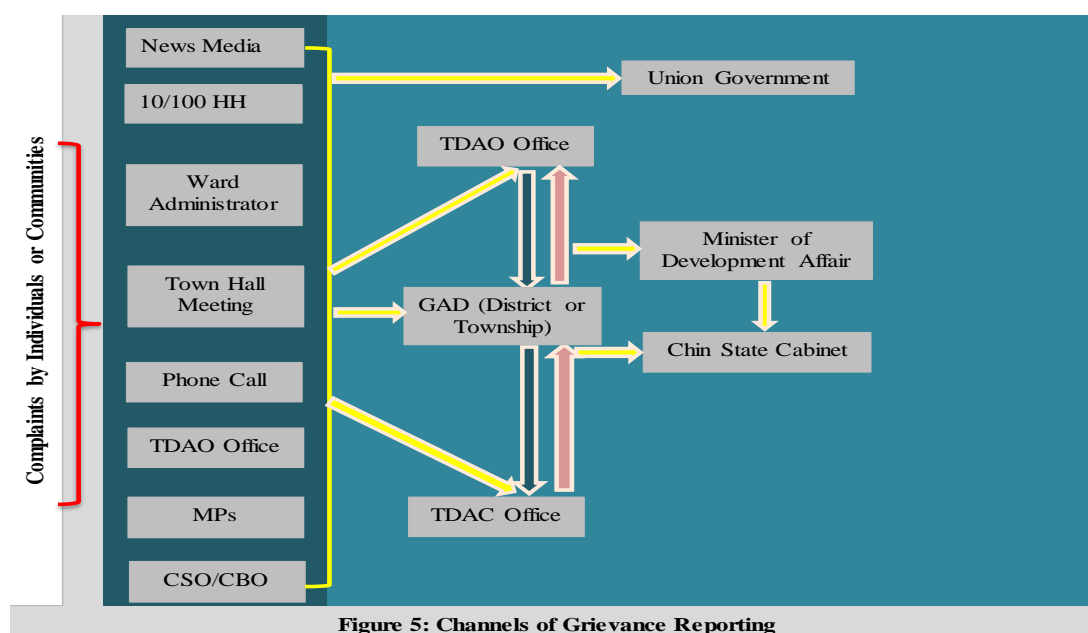 Complaints by Individuals or Communities
News Media
10/100 HH
Ward
Administrator
Town Hall
Meeting
Phone Call
TDAO Office
MPs
CSO/CBO
Union Government
TDAO Office
Minister of
Development Affair
GAD (District or
Township)
Chin State Cabinet
TDAC Office
Figure 5: Channels of Grievance Reporting